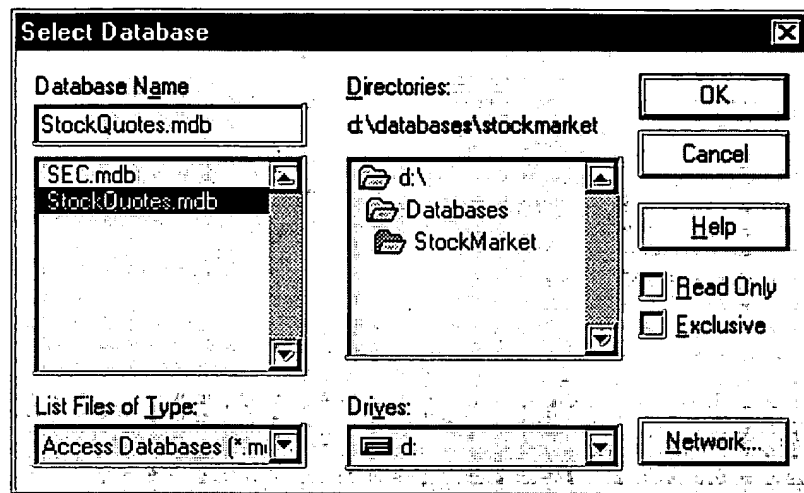 Select Database
Database Name
StockQuotes.mdb
SEC.mdb
StockQuotes.mdb
List Files of Type:
Access Databases (*.m
Directories:
d:\databases\stockmarket
d:\
Databases
StockMarket
Drives:
d:
OK
Cancel
Help
Read Only
Exclusive
Network...